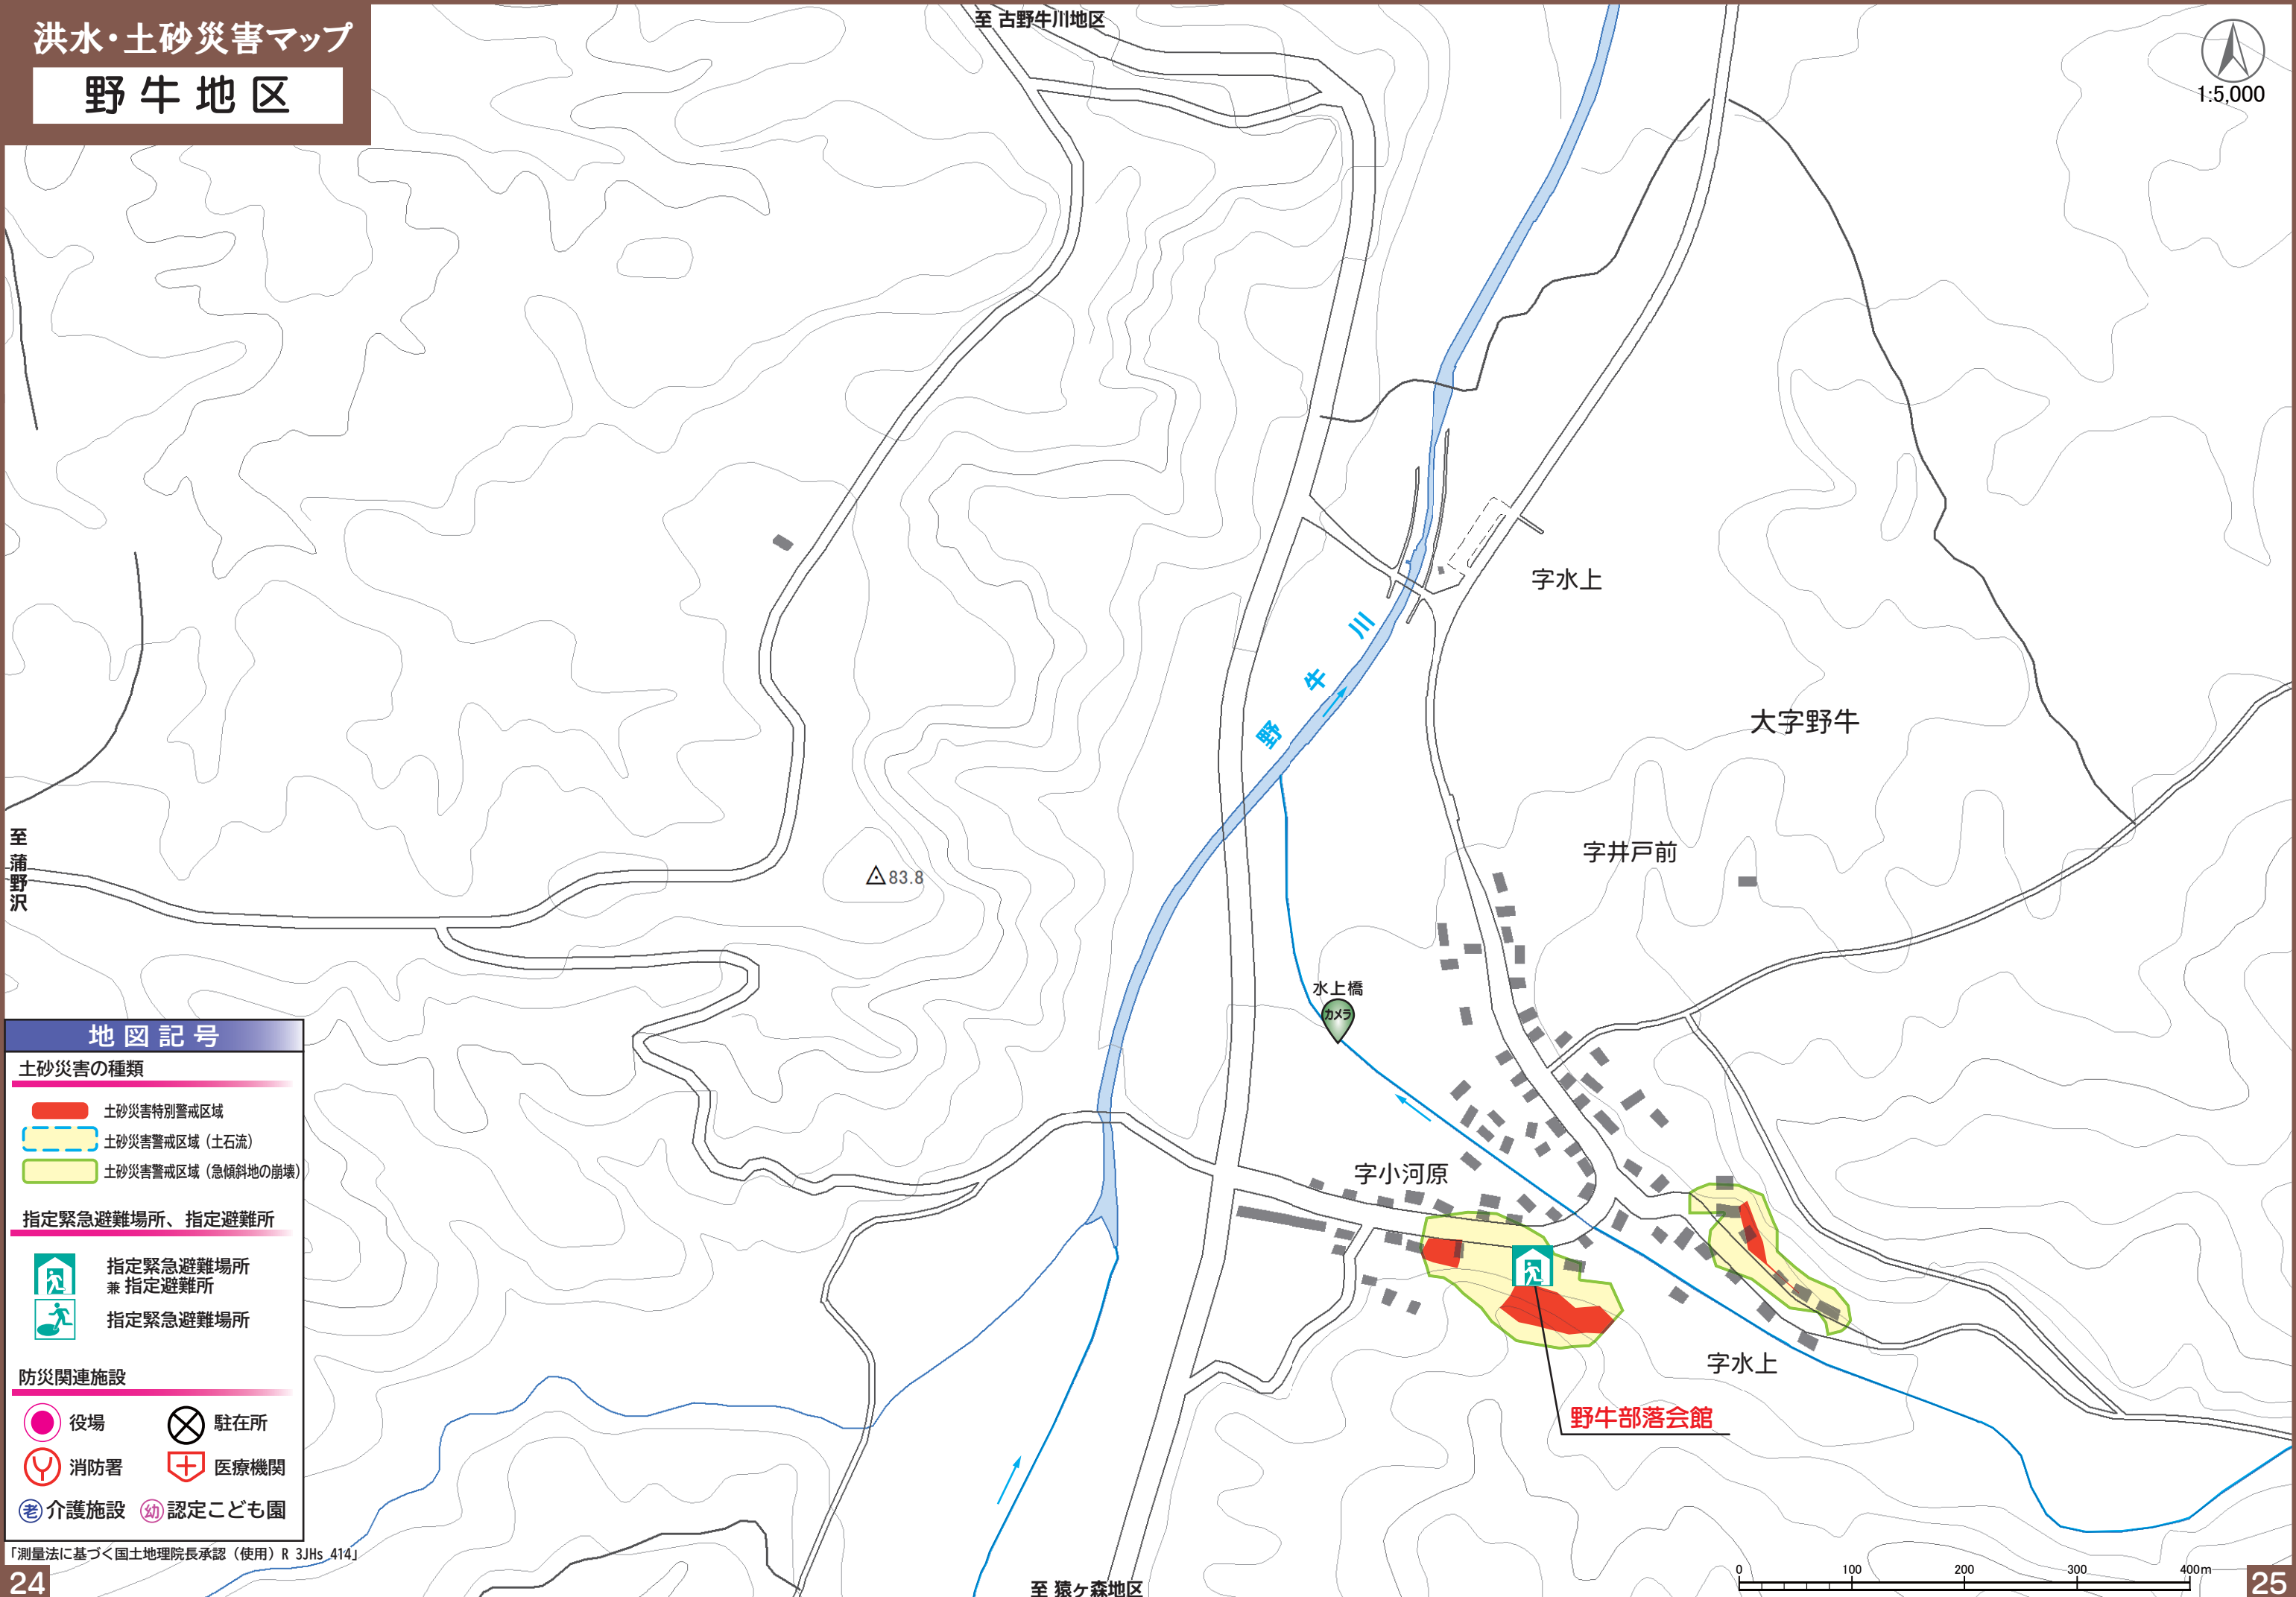 洪水・土砂災害マップ
野牛地区
至 古野牛川地区
1:5,000
字水上
野牛川
大字野牛
字井戸前
至 蒲野沢
83.8
水上橋
カメラ
字小河原
字水上
野牛部落会館
地図記号
土砂災害の種類
土砂災害特別警戒区域
土砂災害警戒区域（土石流）
土砂災害警戒区域（急傾斜地の崩壊）
指定緊急避難場所、指定避難所
指定緊急避難場所
兼 指定避難所
指定緊急避難場所
防災関連施設
役場
駐在所
消防署
医療機関
老 介護施設
幼 認定こども園
「測量法に基づく国土地理院長承認（使用）R 3JHs 414」
24
至 猿ヶ森地区
0 100 200 300 400m
25